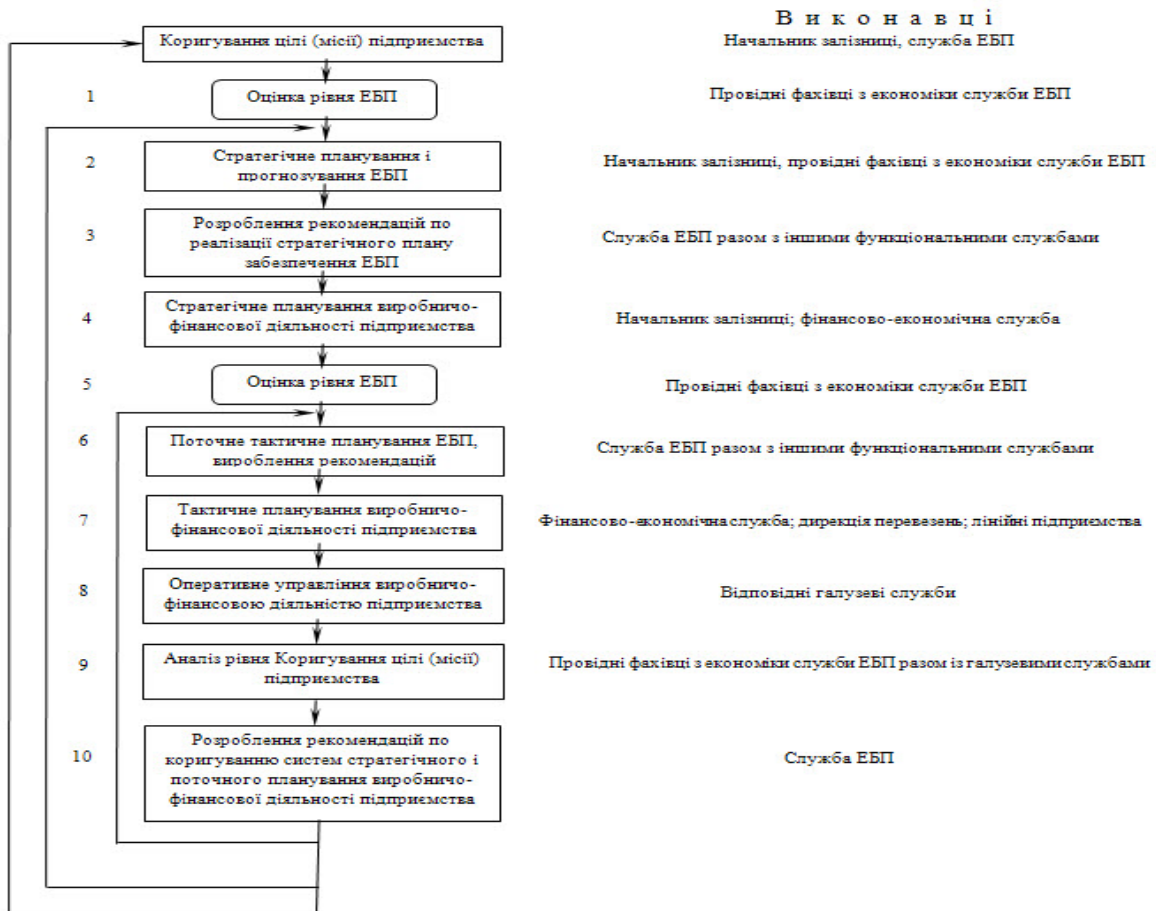 Виконавці
Коригування цілі (місії) підприємства
Начальник залізниці, служба ЕБП
1
Оцінка рівня ЕБП
Провідні фахівці з економіки служби ЕБП
2
Стратегічне планування і
прогнозування ЕБП
Начальник залізниці, провідні фахівці з економіки служби ЕБП
3
Розроблення рекомендацій по
реалізації стратегічного плану
забезпечення ЕБП
Служба ЕБП разом з іншими функціональними службами
4
Стратегічне планування виробничо-
фінансової діяльності підприємства
Начальник залізниці; фінансово-економічна служба
5
Оцінка рівня ЕБП
Провідні фахівці з економіки служби ЕБП
6
Поточне тактичне планування ЕБП,
вироблення рекомендацій
Служба ЕБП разом з іншими функціональними службами
7
Тактичне планування виробничо-
фінансової діяльності підприємства
Фінансово-економічна служба; дирекція перевезень; лінійні підприємства
8
Оперативне управління виробничо-
фінансовою діяльністю підприємства
Відповідні галузеві служби
9
Аналіз рівня Коригування цілі (місії)
підприємства
Провідні фахівці з економіки служби ЕБП разом із галузевими службами
10
Розроблення рекомендацій по
коригуванню систем стратегічного і
поточного планування виробничо-
фінансової діяльності підприємства
Служба ЕБП